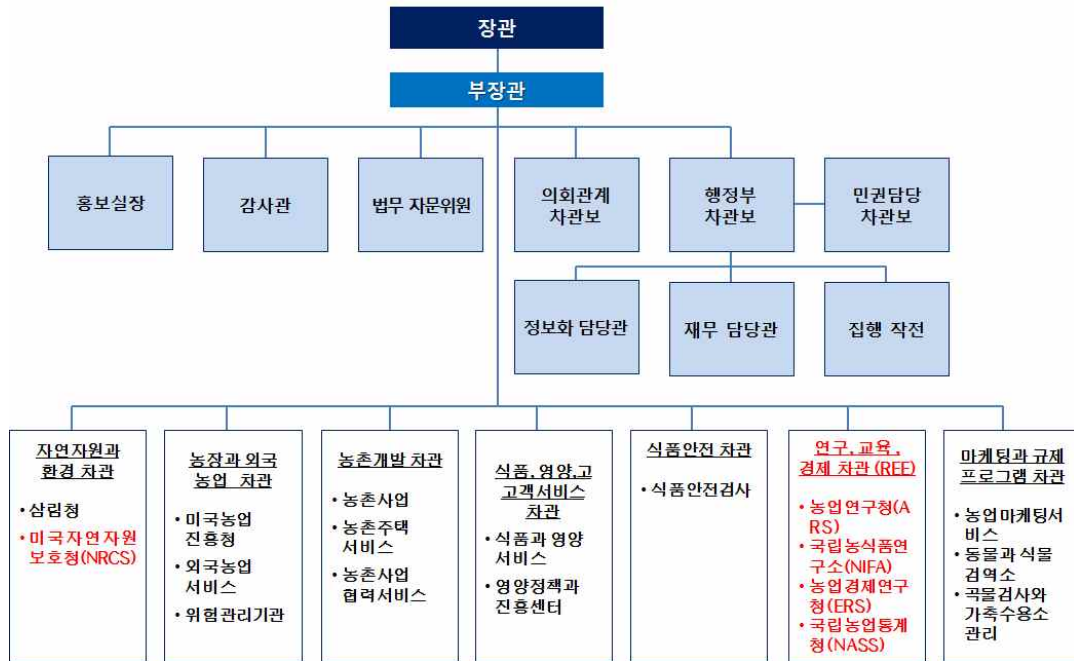 장관
부장관
홍보실장
감사관
법무 자문위원
의회관계
차관보
행정부
차관보
민권담당
차관보
정보화 담당관
재무 담당관
집행 작전
자연자원과
환경 차관
• 삼림청
• 미국자연자원
보호청(NRCS)
농장과 외국
농업 차관
• 미국농업
진흥청
• 외국농업
서비스
• 위험관리기관
농촌개발 차관
• 농촌사업
• 농촌주택
서비스
• 농촌사업
협력서비스
식품, 영양,고
고객서비스
차관
• 식품과 영양
서비스
• 영양정책과
진흥센터
식품안전 차관
• 식품안전검사
연구, 교육 ,
경제 차관 (REE)
• 농업연구청(A
RS)
• 국립농식품연
구소(NIFA)
• 농업경제연구
청(ERS)
• 국립농업통계
청(NASS)
마케팅과 규제
프로그램 차관
• 농업마케팅서
비스
• 동물과 식물
검역소
• 곡물검사와
가축수용소
관리